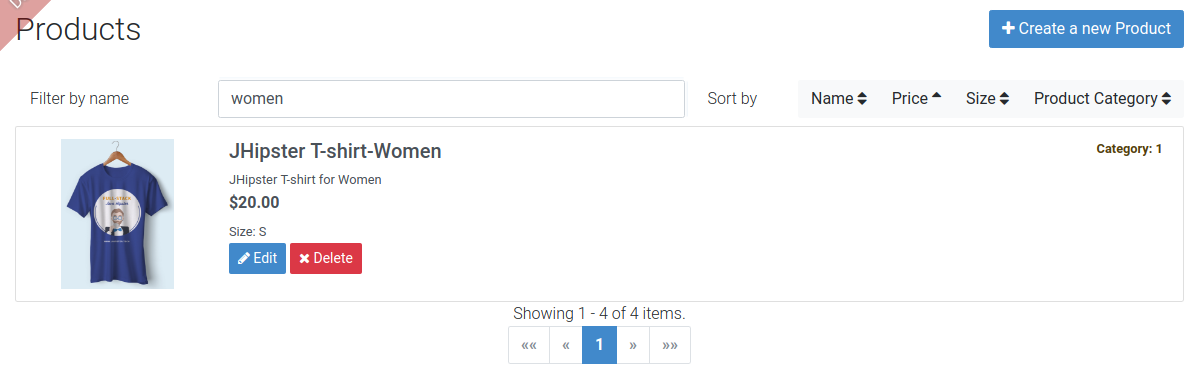 Products
Create a new Product
Filter by name
women
Sort by
Name
Price
Size
Product Category
JHipster T-shirt-Women
Category: 1
JHipster T-shirt for Women
$20.00
Size: S
Edit
Delete
Showing 1 - 4 of 4 items.
«« « 1 » »»